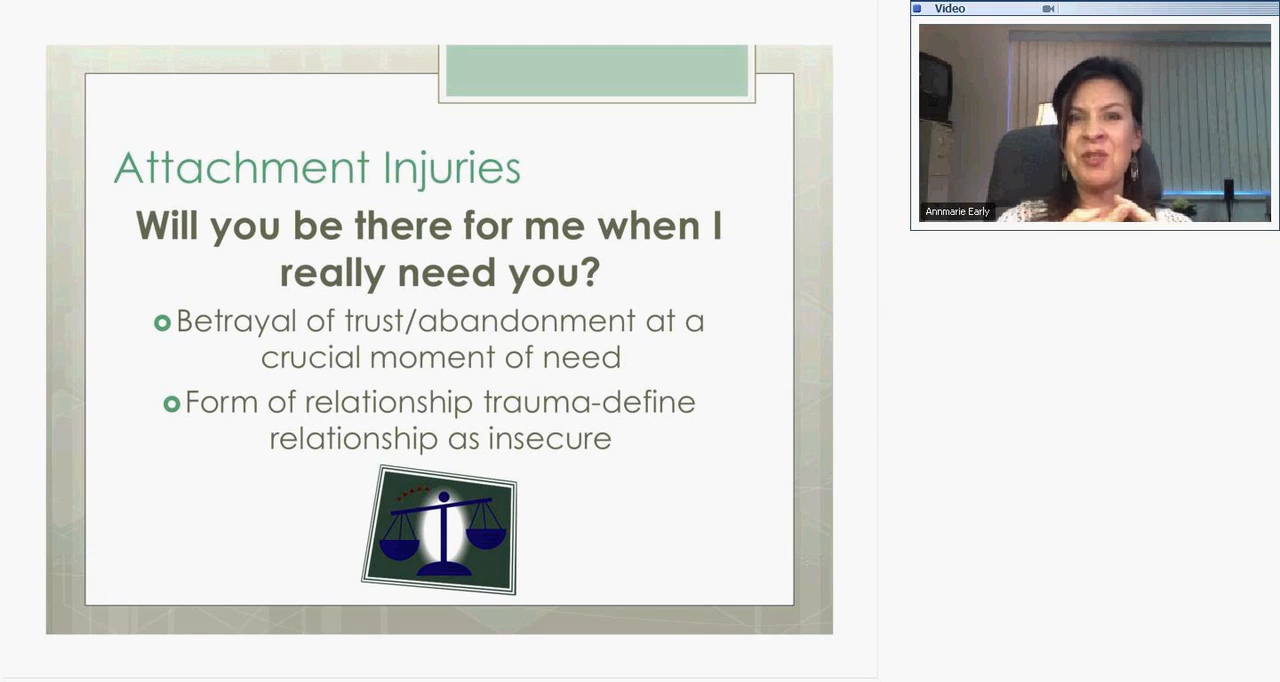 Attachment Injuries
Will you be there for me when I
really need you?
Betrayal of trust/abandonment at a
crucial moment of need
Form of relationship trauma-define
relationship as insecure
Video
Annmarie Early